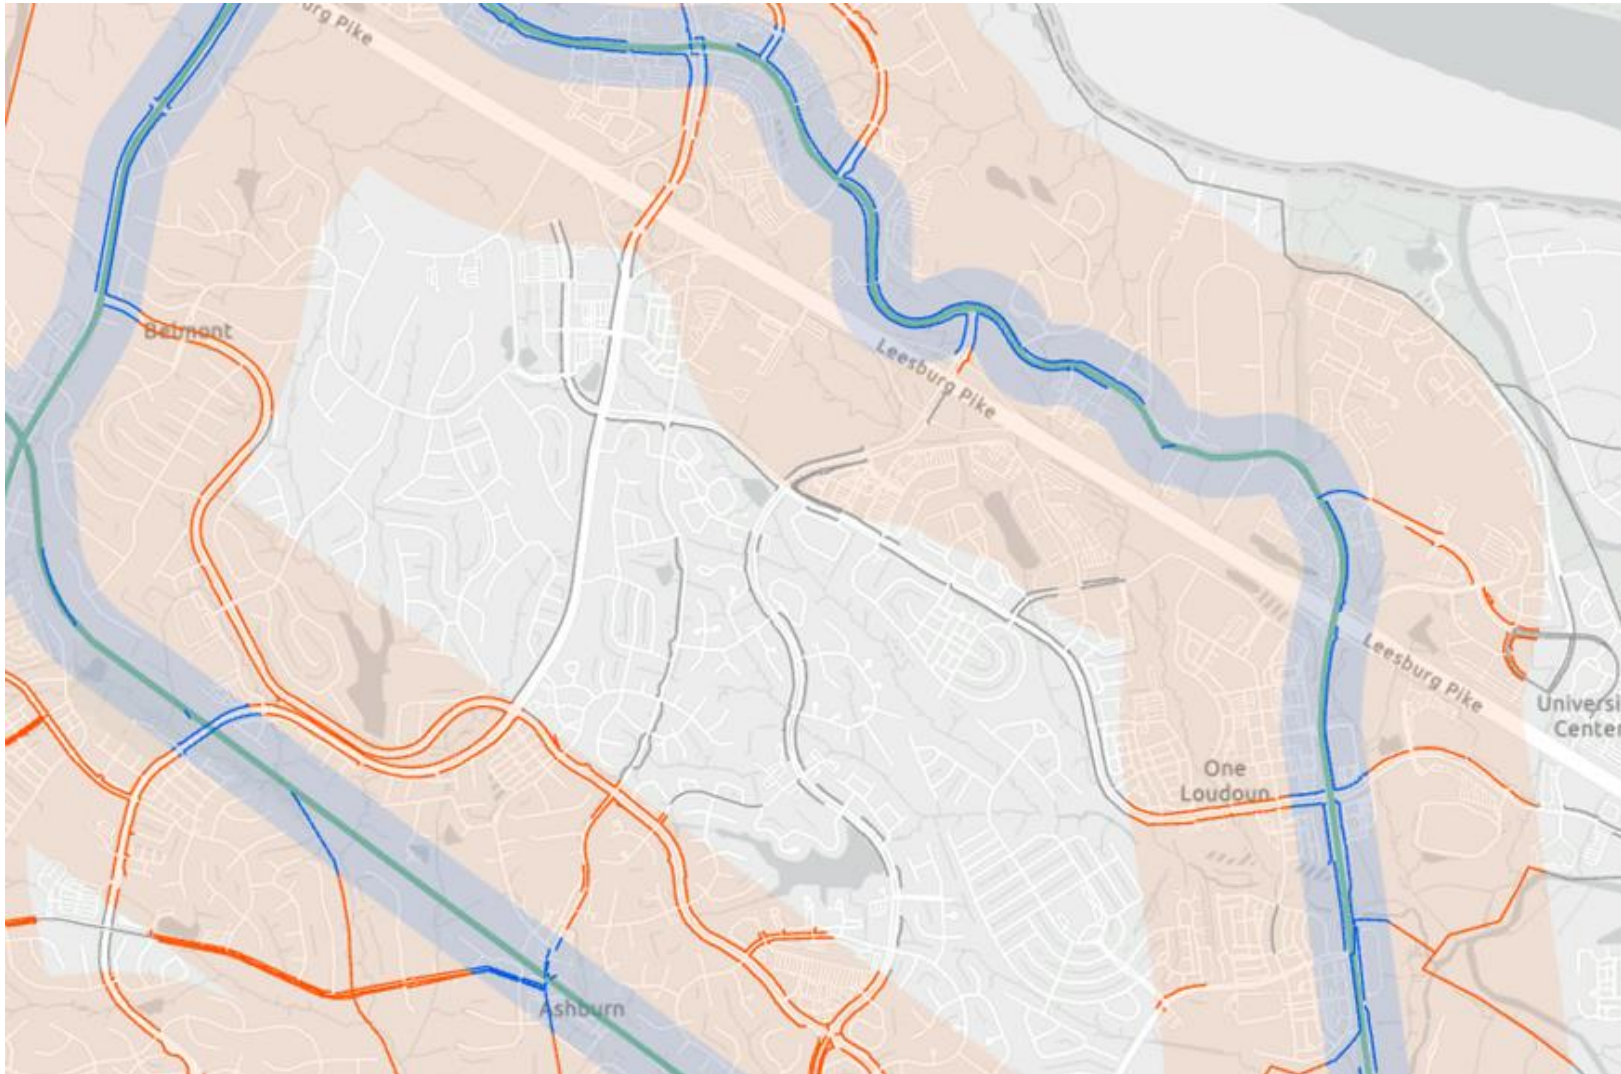 urg Pike
Belmont
Leesburg Pike
Leesburg Pike
Universi
Center
One
Loudoun
Ashburn